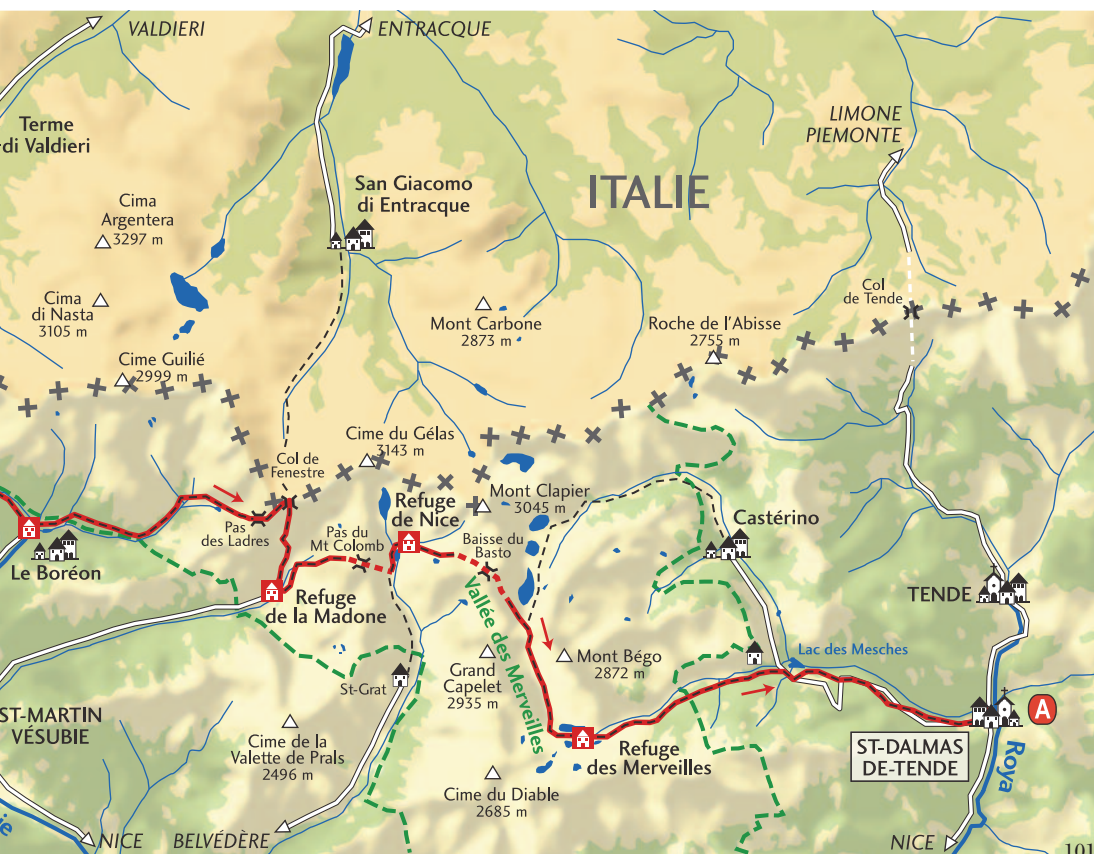 VALDIERI
ENTRACQUE
Terme
di Valdieri
LIMONE
PIEMONTE
San Giacomo
di Entracque
ITALIE
Cima
Argentera
3297 m
Cima
di Nasta
3105 m
Col
de Tende
Mont Carbone
2873 m
Roche de l'Abisse
2755 m
Cime Guilié
2999 m
Cime du Gélas
3143 m
Col de
Fenestre
Refuge
de Nice
Mont Clapier
3045 m
Pas
des Ladres
Pas du
Mt Colomb
Baisse du
Basto
Castérino
Le Boréon
Refuge
de la Madone
TENDE
Vallée des Merveilles
Lac des Mesches
Mont Bégo
2872 m
Grand
Capelet
2935 m
St-Grat
ST-MARTIN
VÉSUBIE
Cime de la
Valette de Prals
2496 m
A
Refuge
des Merveilles
ST-DALMAS
DE-TENDE
Roya
Cime du Diable
2685 m
NICE
BELVÉDÈRE
NICE
101